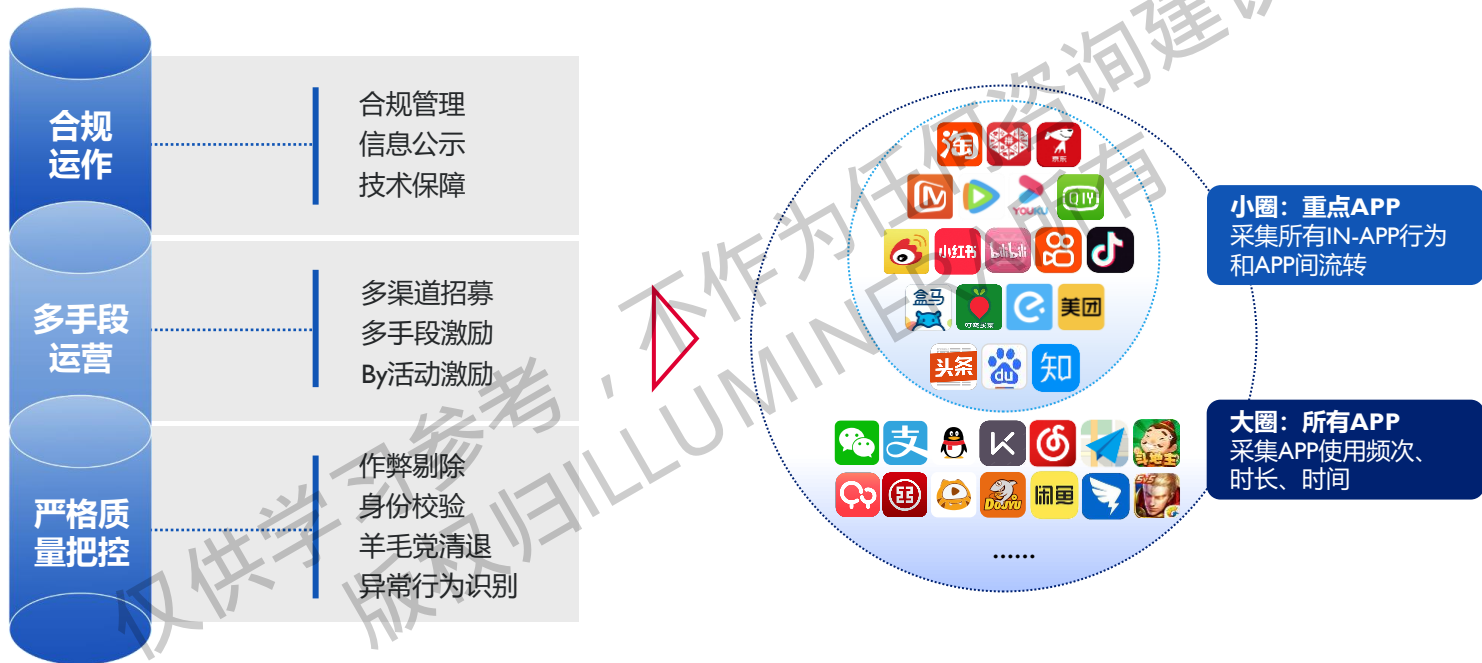 合规
运作
合规管理
信息公示
技术保障
多手段
运营
多渠道招募
多手段激励
By活动激励
严格质
量把控
作弊剔除
身份校验
羊毛党清退
异常行为识别
淘
京东
YOUKU
QIY
小红书
bilibili
盒马
叮咚买菜
美团
头条
du
知
支
斗地主
DOUYU
闲鱼
5v5
......
小圈：重点APP
采集所有IN-APP行为
和APP间流转
大圈：所有APP
采集APP使用频次、
时长、时间
仅供学习参考，不作为任何咨询建议
版权归ILLUMINERA所有